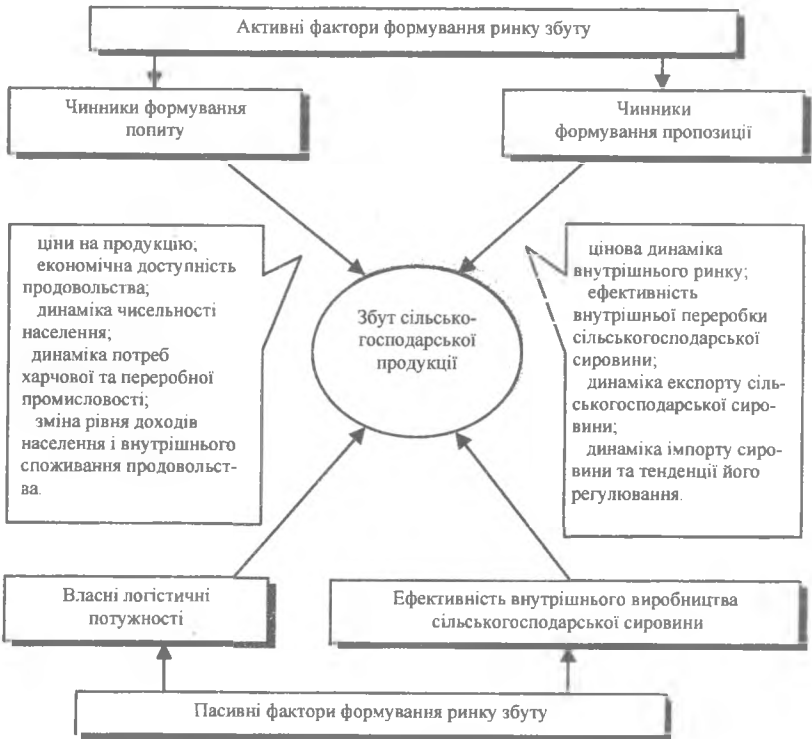 Активні фактори формування ринку збуту
Чинники формування
попиту
Чинники
формування пропозиції
ціни на продукцію;
економічна доступність
продовольства;
динаміка чисельності
населення;
динаміка потреб
харчової та переробної
промисловості;
зміна рівня доходів
населення і внутрішнього
споживання продовольст-
ва.
Збут сільсько-
господарської
продукції
цінова динаміка
внутрішнього ринку;
ефективність
внутрішньої переробки
сільськогосподарської
сировини;
динаміка експорту сіль-
ськогосподарської сиро-
вини;
динаміка імпорту сиро-
вини та тенденції його
регулювання.
Власні логістичні
потужності
Ефективність внутрішнього виробництва
сільськогосподарської сировини
Пасивні фактори формування ринку збуту